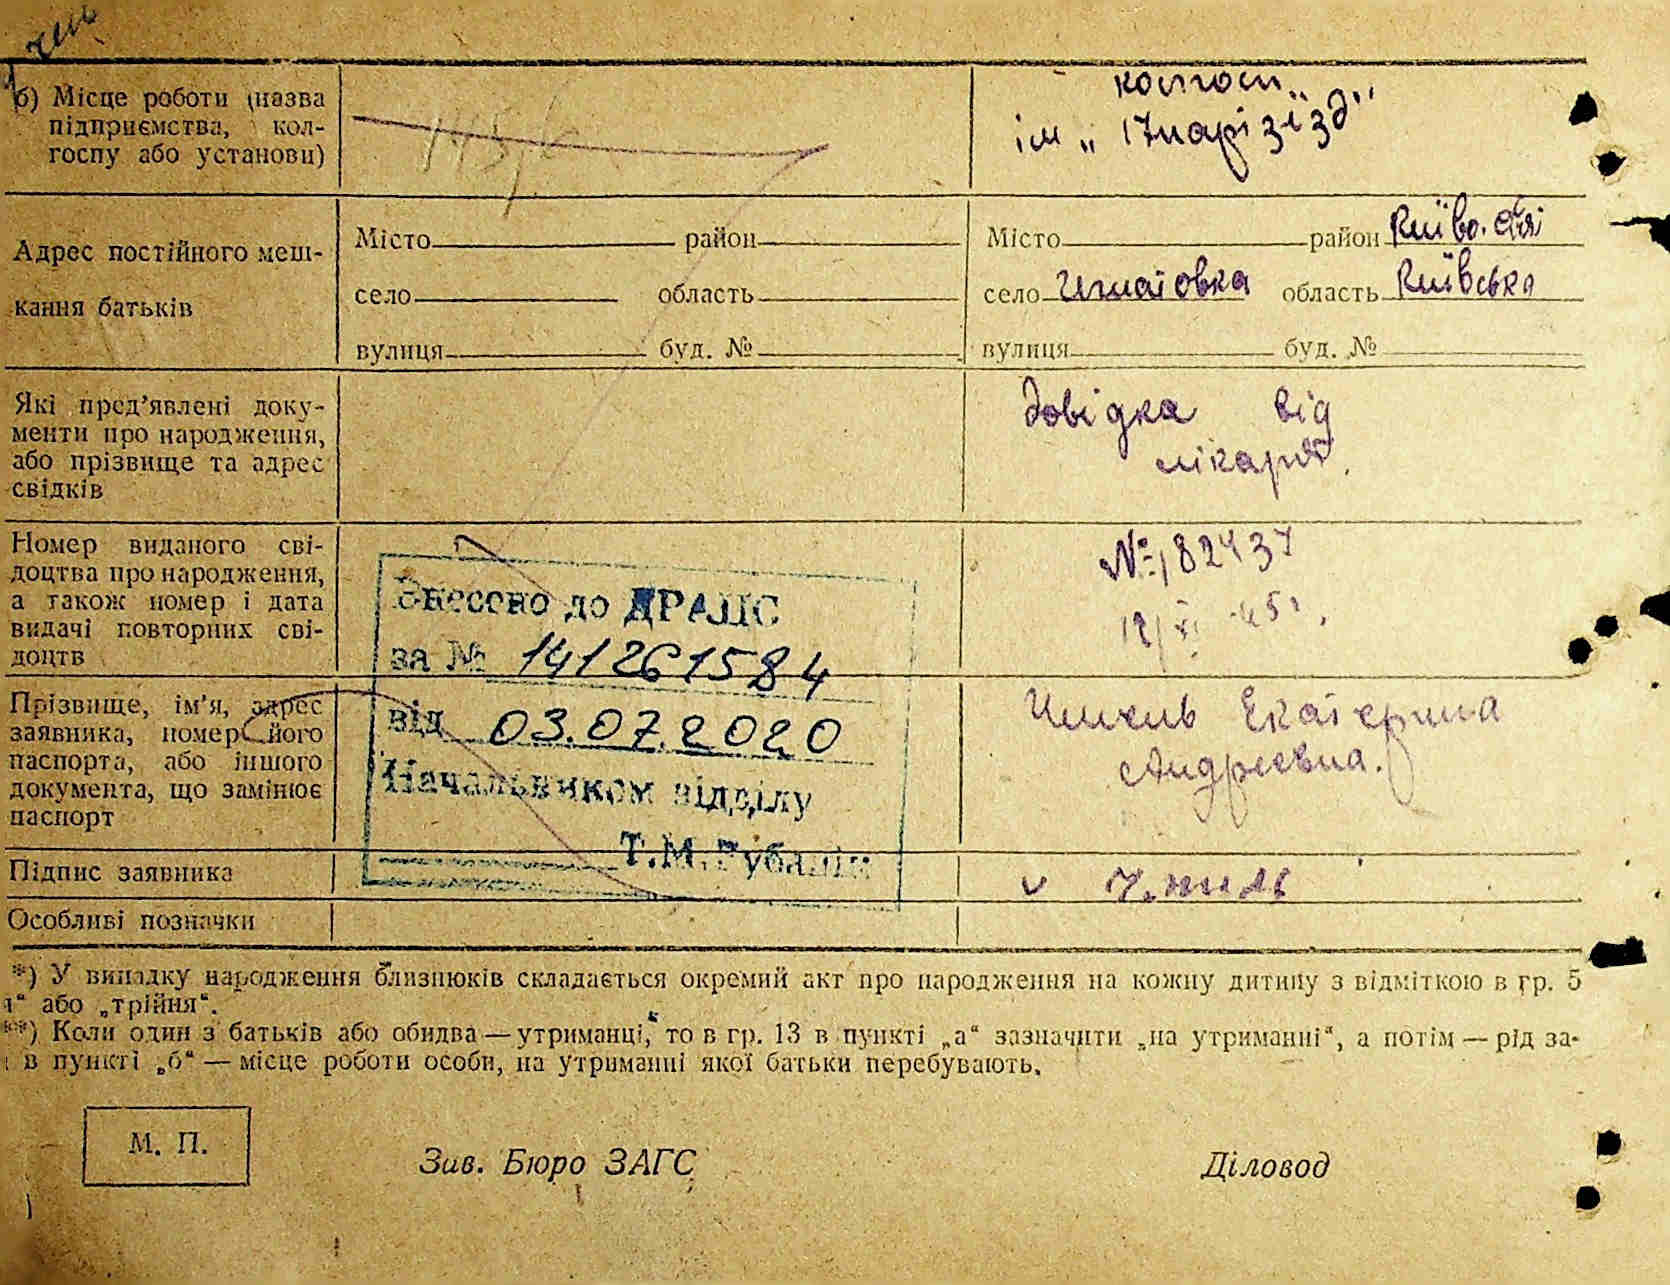 б) Місце роботи (назва
підприємства, кол-
госпу або установи)
колгосп
ім „ 17 парізїзд"
Адрес постійного меш-
кання батьків
Місто район
село область
вулиця буд. №
Місто район Київо.
село Ігнатовка область Київська
вулиця буд. №
Які пред'явлені доку-
менти про народження,
або прізвище та адрес
свідків
Довідка від
лікаря.
Номер виданого сві-
доцтва про народження,
а також номер і дата
видачі повторних сві-
доцтв
Внесено до ДРАЦС
за № 141261584
від 03.07.2020
Начальником відділу
Т.М.
№ 182437
Прізвище, ім'я, адрес
заявника, номер його
паспорта, або іншого
документа, що замінює
паспорт
Екатерина
Андреевна.
Підпис заявника
Особливі позначки
*) У випадку народження близнюків складається окремий акт про народження на кожну дитину з відміткою в гр. 5
або „трійня".
**) Коли один з батьків або обидва — утриманці, то в гр. 13 в пункті „а" зазначити „на утриманні", а потім — рід за-
в пункті „б" — місце роботи особи, на утриманні якої батьки перебувають.
М. П.
Зав. Бюро ЗАГС
Діловод